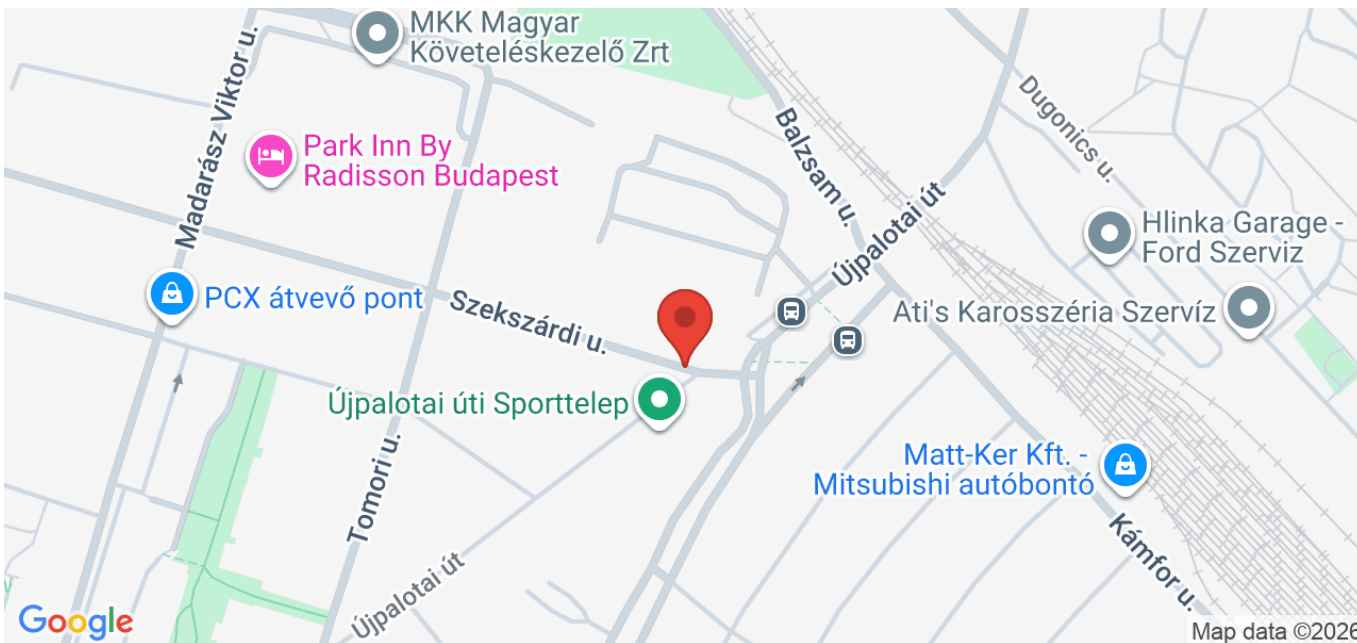 MKK Magyar
Követeléskezelő Zrt
Madarász Viktor u.
Dugonics u.
Balzsam u.
Park Inn By
Radisson Budapest
Újpalotai út
Hlinka Garage -
Ford Szerviz
PCX átvevő pont
Szekszárdi u.
Ati's Karosszéria Szervíz
Újpalotai úti Sporttelep
Tomori u.
Matt-Ker Kft. -
Mitsubishi autóbontó
Kámfor u.
Újpalotai út
Google
Map data ©2026